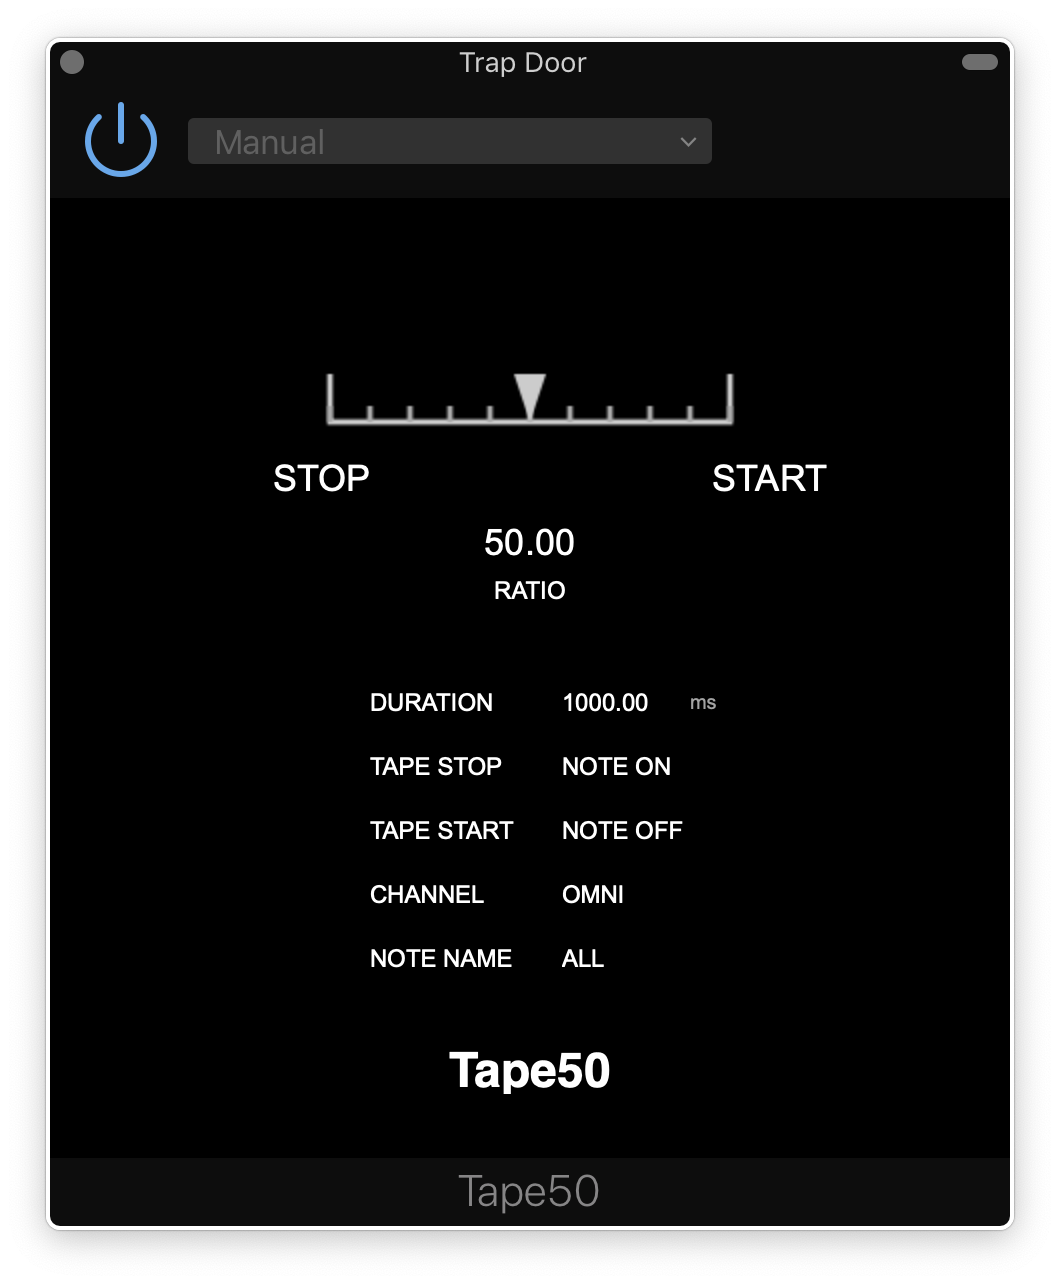 Trap Door
Manual
STOP START
50.00
RATIO
DURATION 1000.00 ms
TAPE STOP NOTE ON
TAPE START NOTE OFF
CHANNEL OMNI
NOTE NAME ALL
Tape50
Tape50